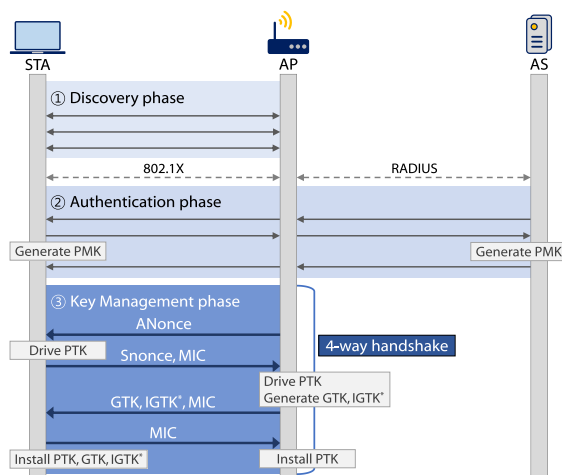 STA
AP
AS
① Discovery phase
802.1X
RADIUS
② Authentication phase
Generate PMK
Generate PMK
③ Key Management phase
ANonce
Drive PTK
4-way handshake
Snonce, MIC
Drive PTK
Generate GTK, IGTK*
GTK, IGTK*, MIC
MIC
Install PTK, GTK, IGTK*
Install PTK